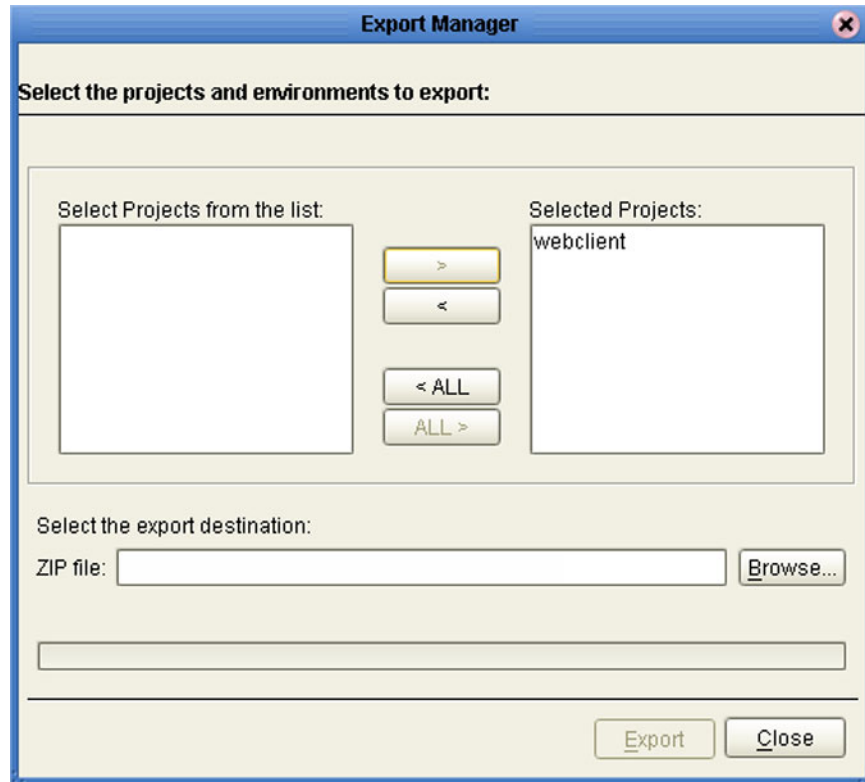 Export Manager
Select the projects and environments to export:
Select Projects from the list:
Selected Projects:
webclient
>
<
< ALL
ALL >
Select the export destination:
ZIP file:
Browse...
Export
Close